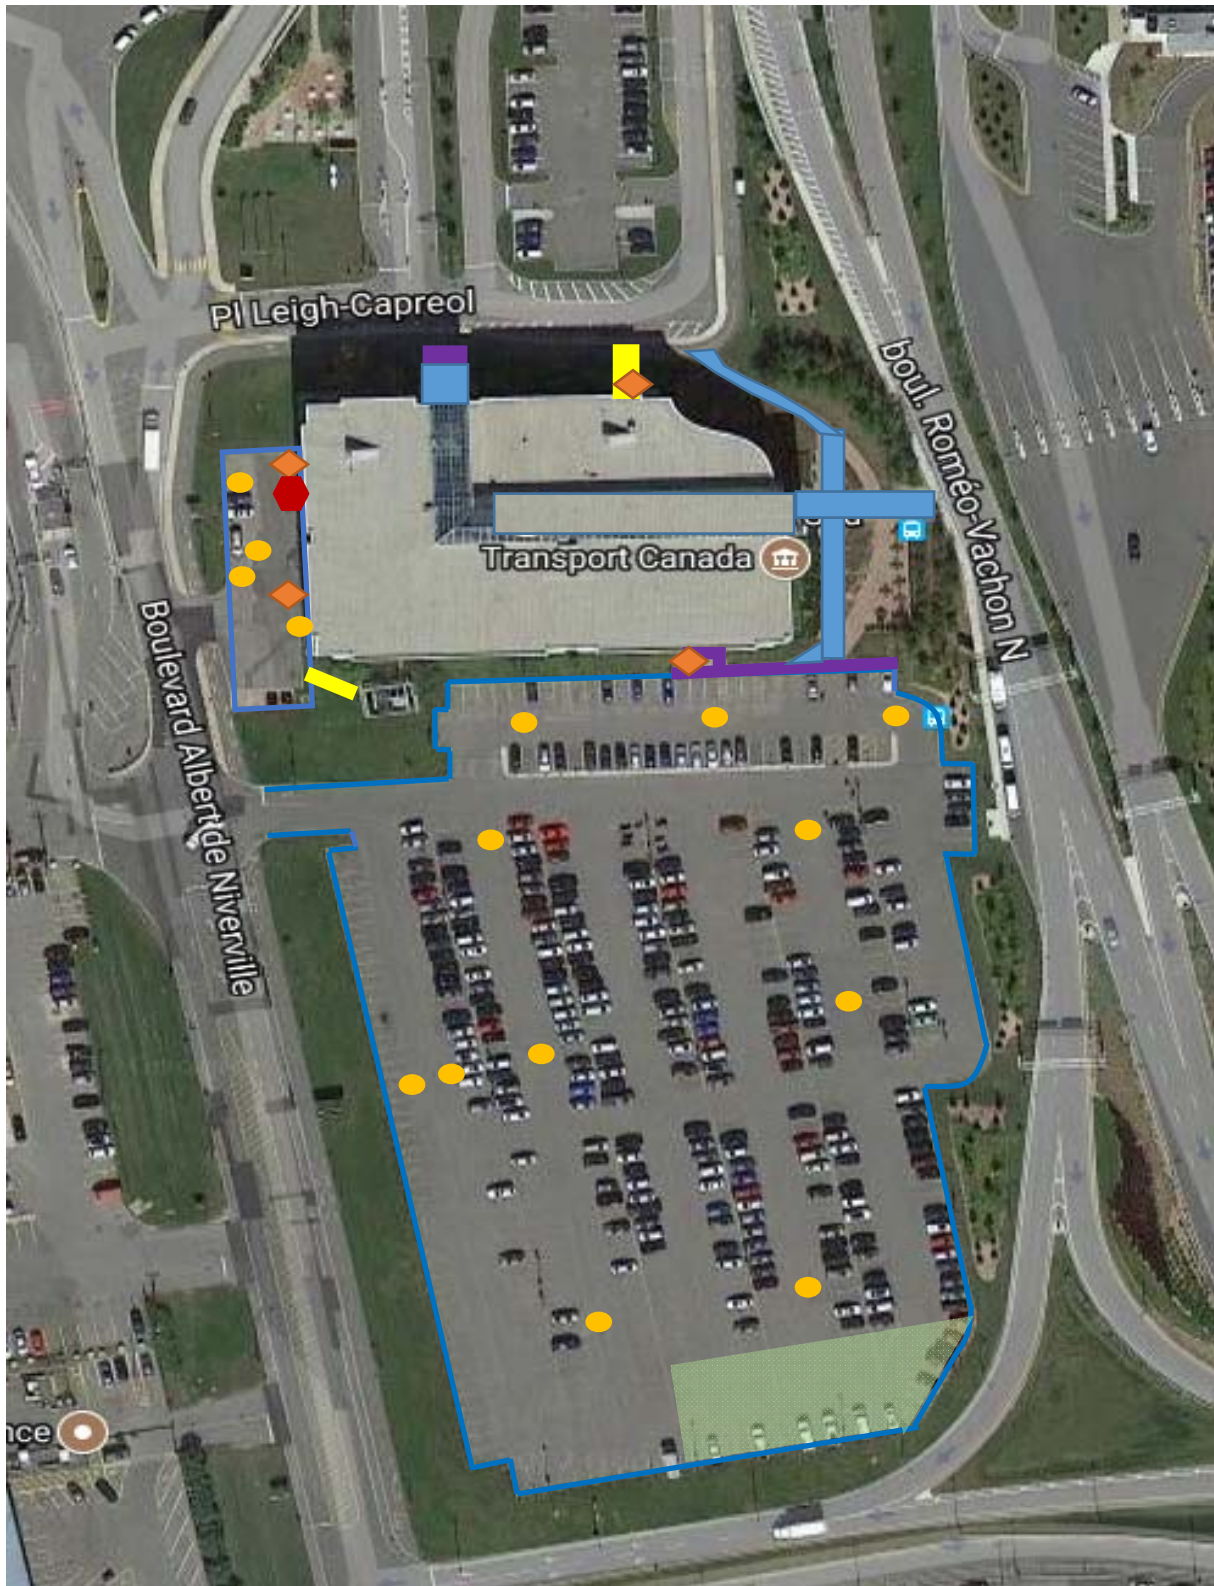 Pl Leigh-Capreol
boul. Roméo-Vachon N
Transport Canada
Boulevard Albert de Niverville
nce